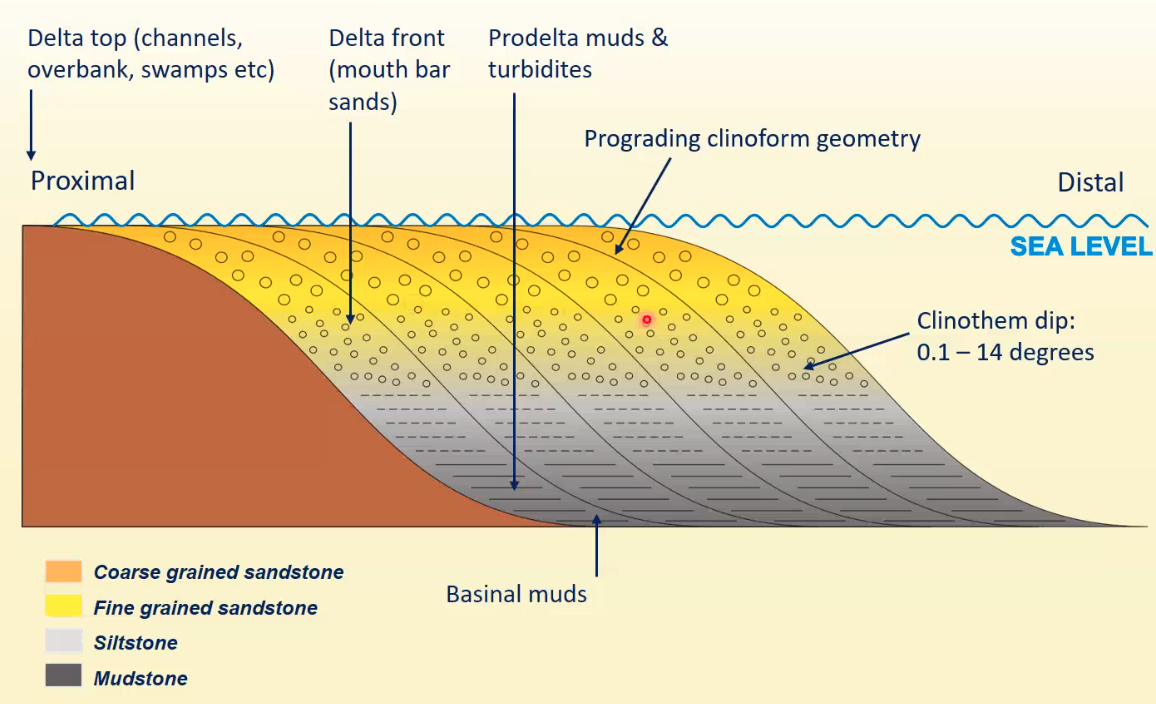 Delta top (channels,
overbank, swamps etc)
Delta front
(mouth bar
sands)
Prodelta muds &
turbidites
Prograding clinoform geometry
Proximal
Distal
SEA LEVEL
Clinothem dip:
0.1 – 14 degrees
Basinal muds
Coarse grained sandstone
Fine grained sandstone
Siltstone
Mudstone